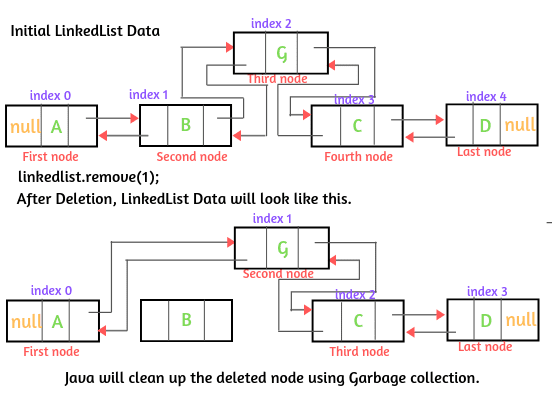 Initial LinkedList Data
index 2
G
Third node
index 0
index 1
index 3
index 4
null A
B
C
D null
First node
Second node
Fourth node
Last node
linkedlist.remove(1);
After Deletion, LinkedList Data will look like this.
index 1
G
Second node
index 0
index 2
index 3
null A
B
C
D null
First node
Third node
Last node
Java will clean up the deleted node using Garbage collection.